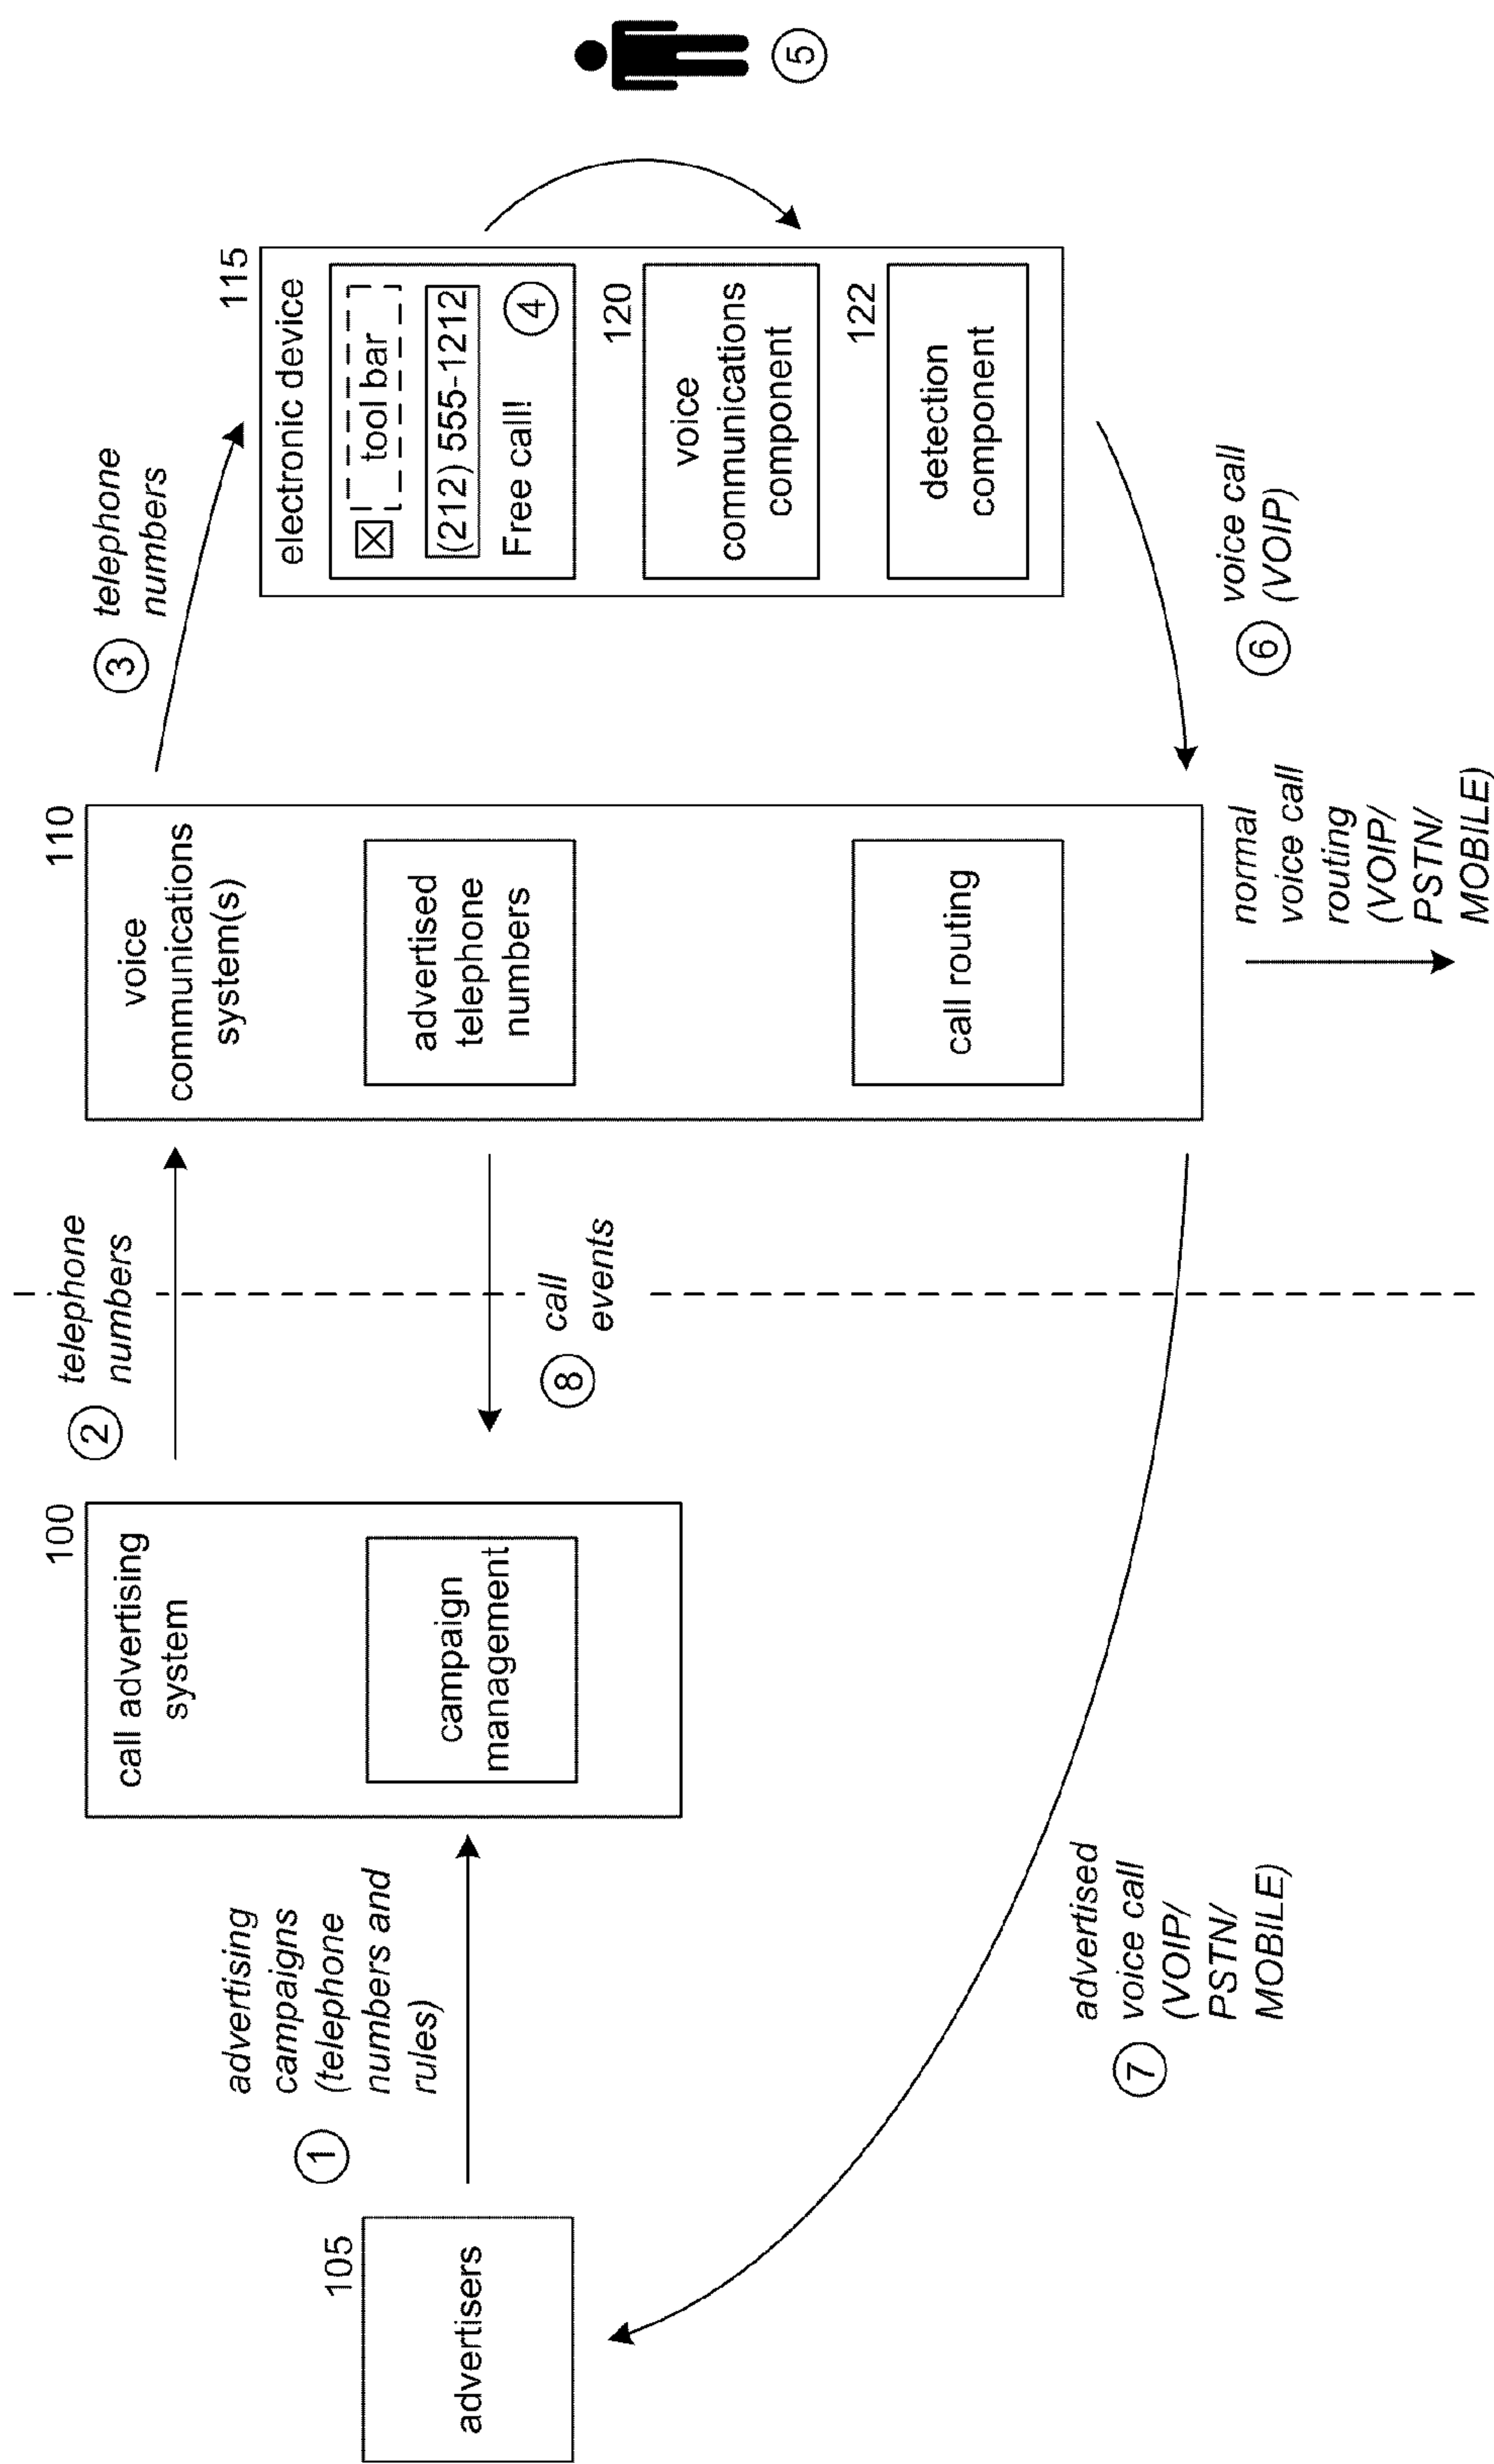 105
advertisers
1
advertising
campaigns
(telephone
numbers and
rules)
100
call advertising
system
campaign
management
2
telephone
numbers
8
call
events
7
advertised
voice call
(VOIP/
PSTN/
MOBILE)
110
voice
communications
system(s)
advertised
telephone
numbers
call routing
normal
voice call
routing
(VOIP/
PSTN/
MOBILE)
3
telephone
numbers
115
electronic device
tool bar
(212) 555-1212
Free call!
4
120
voice
communications
component
122
detection
component
5
6
voice call
(VOIP)